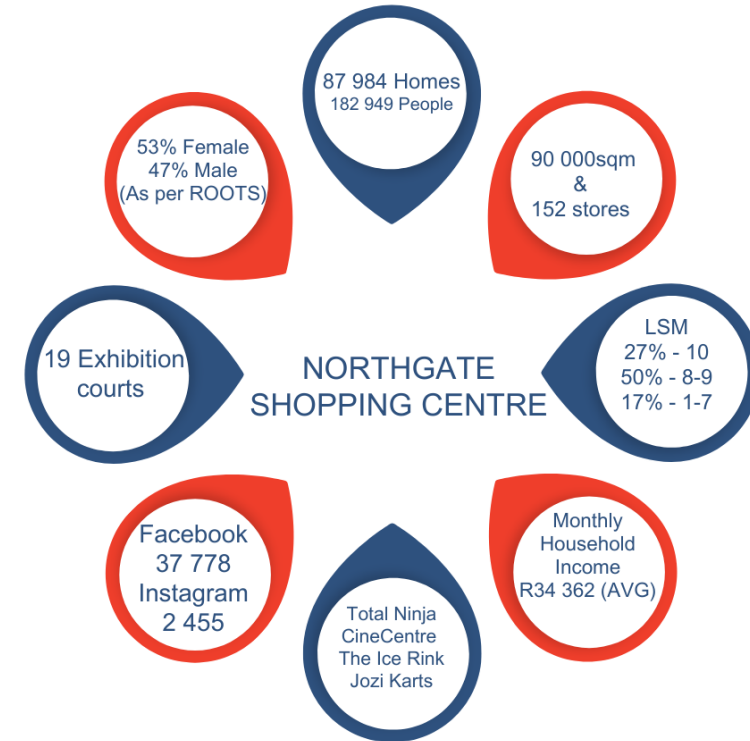 87 984 Homes
182 949 People
53% Female
47% Male
(As per ROOTS)
90 000sqm
&
152 stores
19 Exhibition
courts
NORTHGATE
SHOPPING CENTRE
LSM
27% - 10
50% - 8-9
17% - 1-7
Facebook
37 778
Instagram
2 455
Total Ninja
CineCentre
The Ice Rink
Jozi Karts
Monthly
Household
Income
R34 362 (AVG)